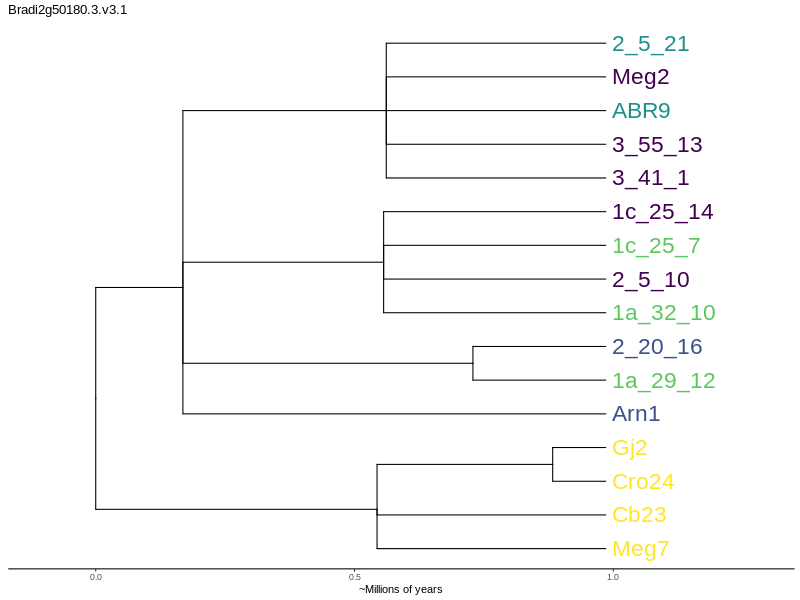 Bradi2g50180.3.v3.1
2_5_21
Meg2
ABR9
3_55_13
3_41_1
1c_25_14
1c_25_7
2_5_10
1a_32_10
2_20_16
1a_29_12
Arn1
Gj2
Cro24
Cb23
Meg7
0.0 0.5 1.0
~Millions of years